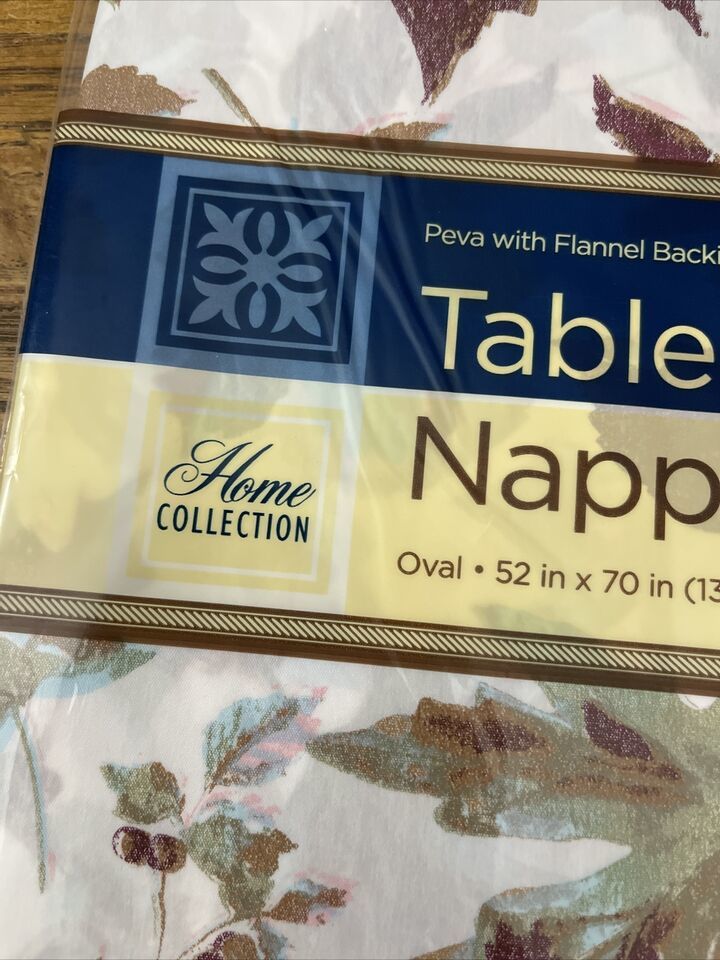 Peva with Flannel Backi
Table
Napp
Home
COLLECTION
Oval • 52 in x 70 in (13